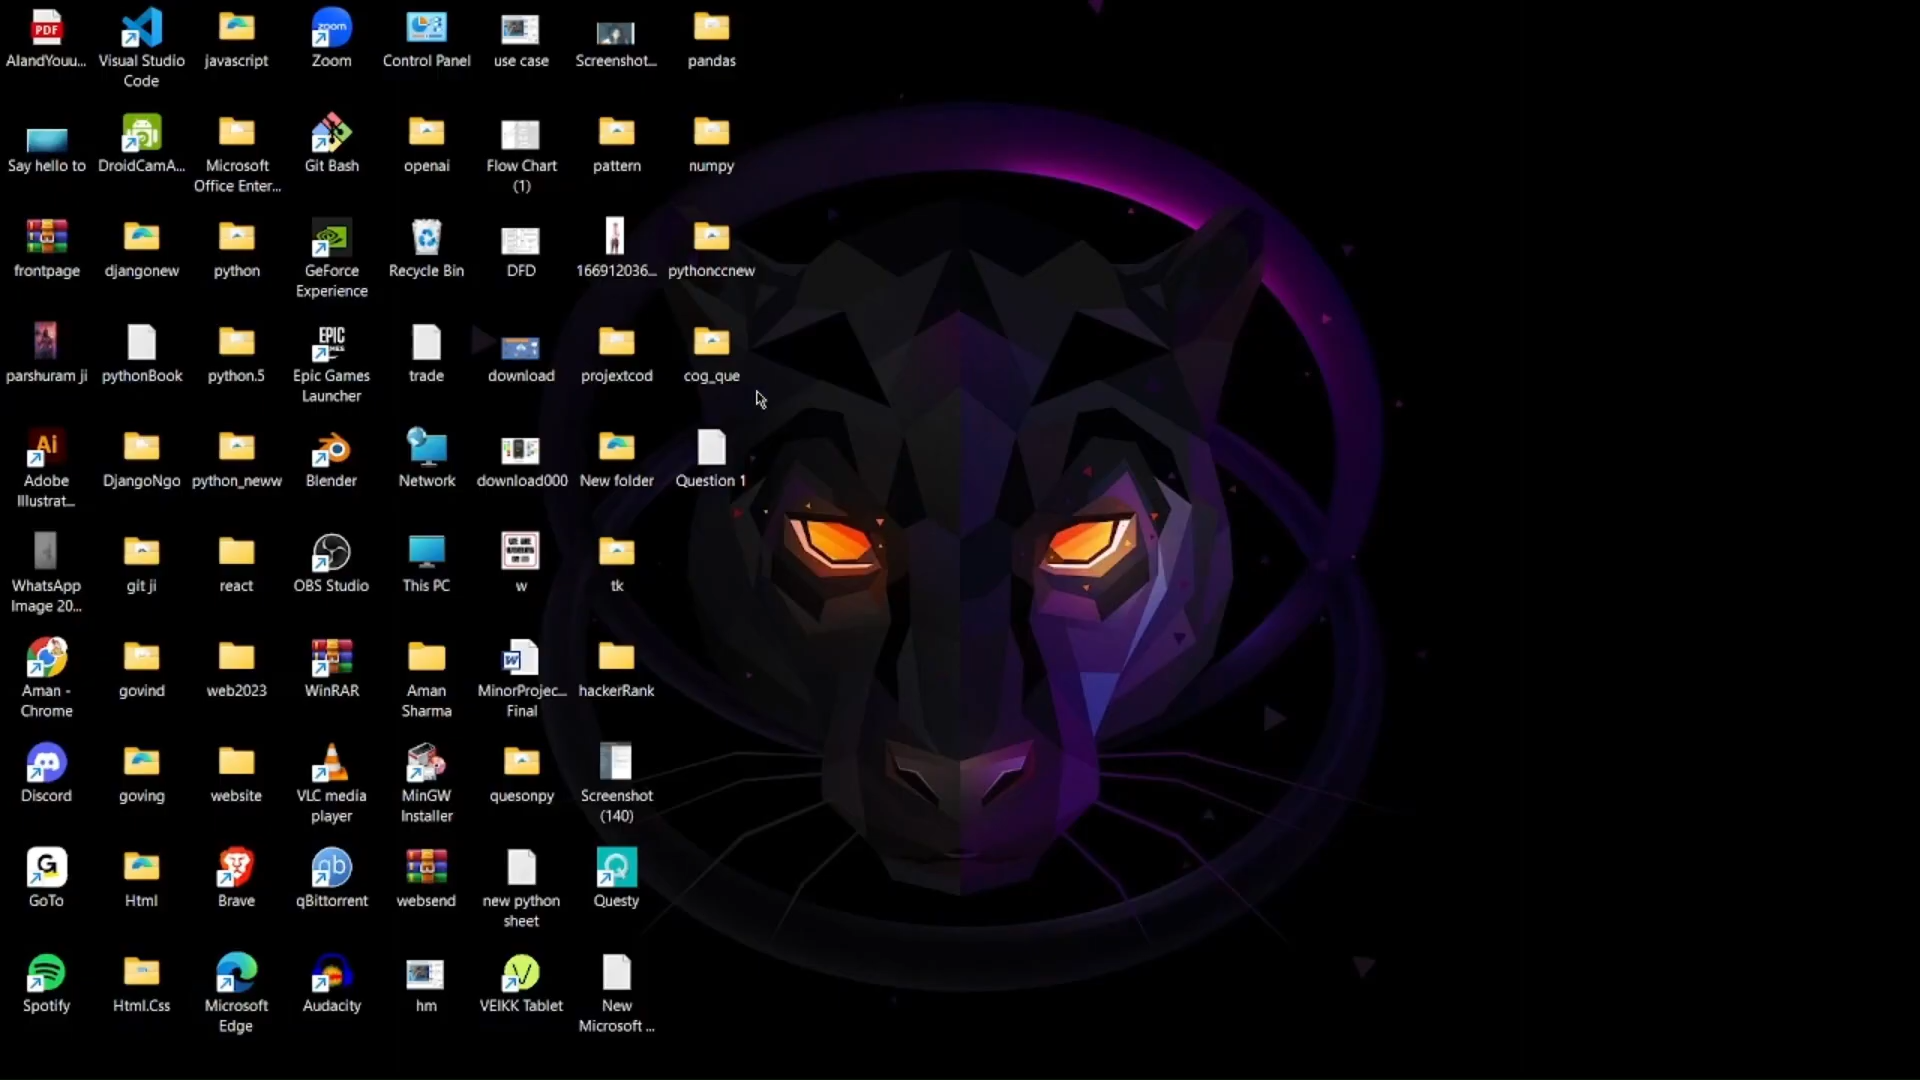 AIandYouu...
Visual Studio
Code
javascript
Zoom
Control Panel
use case
Screenshot...
pandas
Say hello to
DroidCamA...
Microsoft
Office Enter...
Git Bash
openai
Flow Chart
(1)
pattern
numpy
frontpage
djangonew
python
GeForce
Experience
Recycle Bin
DFD
166912036...
pythonccnew
parshuram ji
pythonBook
python.5
Epic Games
Launcher
trade
download
projextcod
cog_que
Adobe
Illustrat...
DjangoNgo
python_neww
Blender
Network
download000
New folder
Question 1
WhatsApp
Image 20...
git ji
react
OBS Studio
This PC
w
tk
Aman -
Chrome
govind
web2023
WinRAR
Aman
Sharma
MinorProjec...
Final
hackerRank
Discord
goving
website
VLC media
player
MinGW
Installer
quesonpy
Screenshot
(140)
GoTo
Html
Brave
qBittorrent
websend
new python
sheet
Questy
Spotify
Html.Css
Microsoft
Edge
Audacity
hm
VEIKK Tablet
New
Microsoft ...